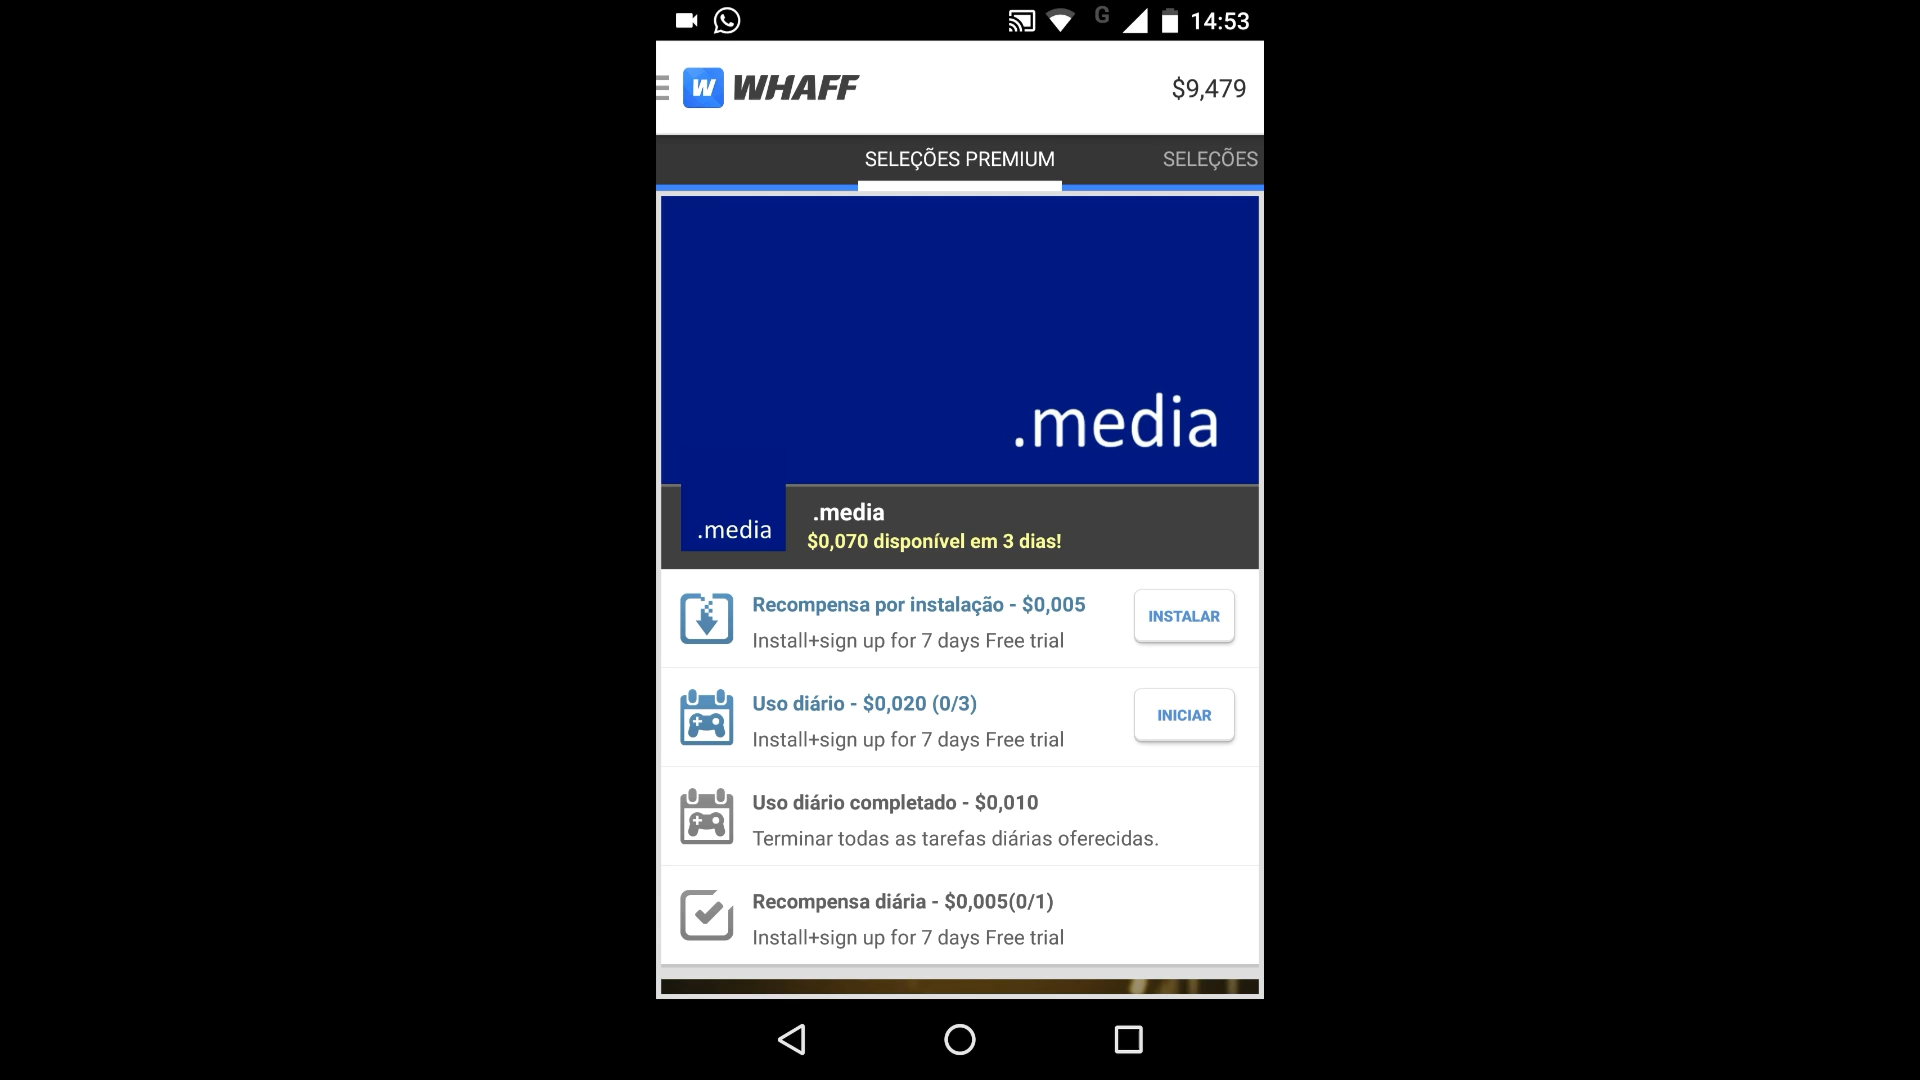 G 14:53
W WHAFF $9,479
SELEÇÕES PREMIUM SELEÇÕES
.media
.media
.media
$0,070 disponível em 3 dias!
Recompensa por instalação - $0,005
Install+sign up for 7 days Free trial
INSTALAR
Uso diário - $0,020 (0/3)
Install+sign up for 7 days Free trial
INICIAR
Uso diário completado - $0,010
Terminar todas as tarefas diárias oferecidas.
Recompensa diária - $0,005(0/1)
Install+sign up for 7 days Free trial